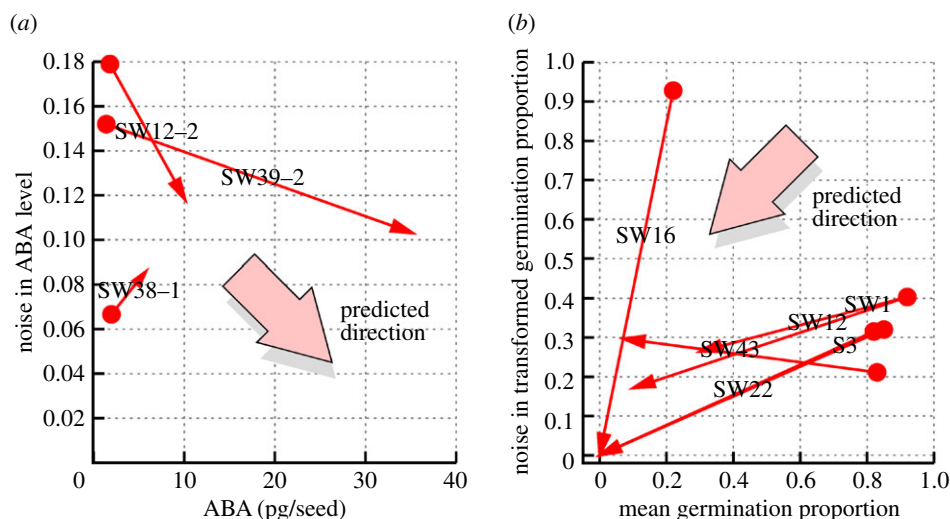 (a)
0.18
0.16
0.14
0.12
0.10
0.08
0.06
0.04
0.02
0
10
20
30
40
noise in ABA level
ABA (pg/seed)
SW12–2
SW39–2
SW38–1
predicted
direction
(b)
1.0
0.9
0.8
0.7
0.6
0.5
0.4
0.3
0.2
0.1
0
0
0.2
0.4
0.6
0.8
1.0
noise in transformed germination proportion
mean germination proportion
predicted
direction
SW16
SW1
SW12
S3
SW43
SW22